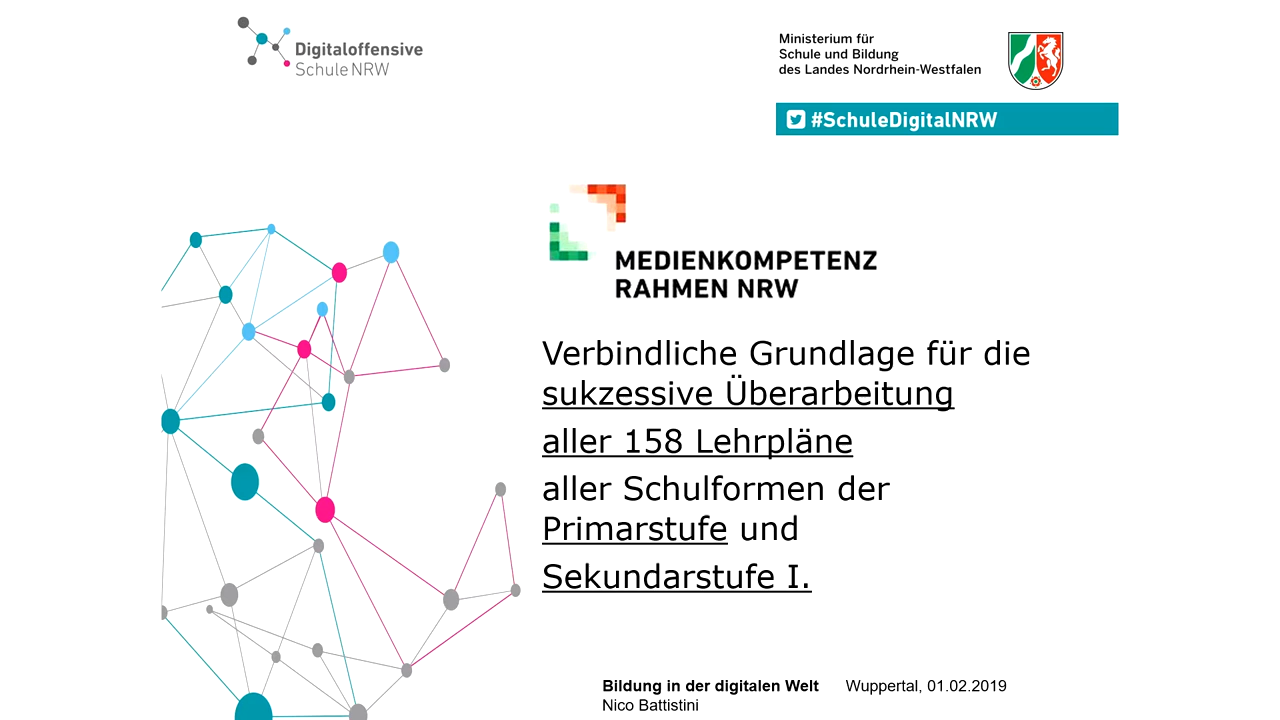 Digitaloffensive
Schule NRW
Ministerium für
Schule und Bildung
des Landes Nordrhein-Westfalen
#SchuleDigitalNRW
MEDIENKOMPETENZ
RAHMEN NRW
Verbindliche Grundlage für die
sukzessive Überarbeitung
aller 158 Lehrpläne
aller Schulformen der
Primarstufe und
Sekundarstufe I.
Bildung in der digitalen Welt Wuppertal, 01.02.2019
Nico Battistini